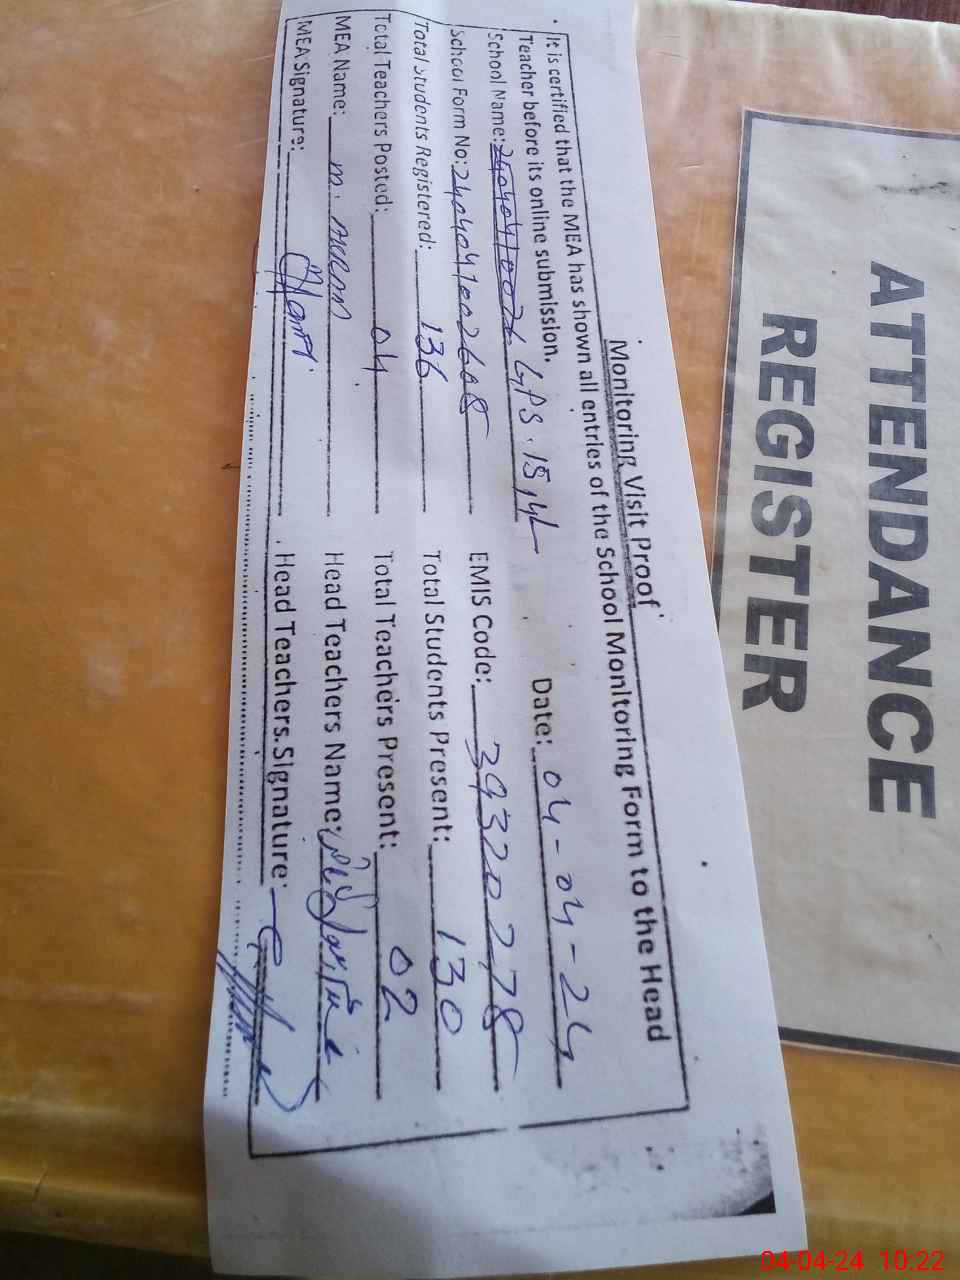 Monitoring Visit Proof
It is certified that the MEA has shown all entries of the School Monitoring Form to the Head
Teacher before its online submission. Date: 04-04-24
School Name: GPS. 15,4L
School Form No: 2404041002608 EMIS Code: 39320278
Total Students Registered: 136 Total Students Present: 130
Total Teachers Posted: 04 Total Teachers Present: 02
MEA Name: M. Head Teachers Name:
MEA Signature: Head Teachers Signature:
ATTENDANCE
REGISTER
04-04-24 10:22